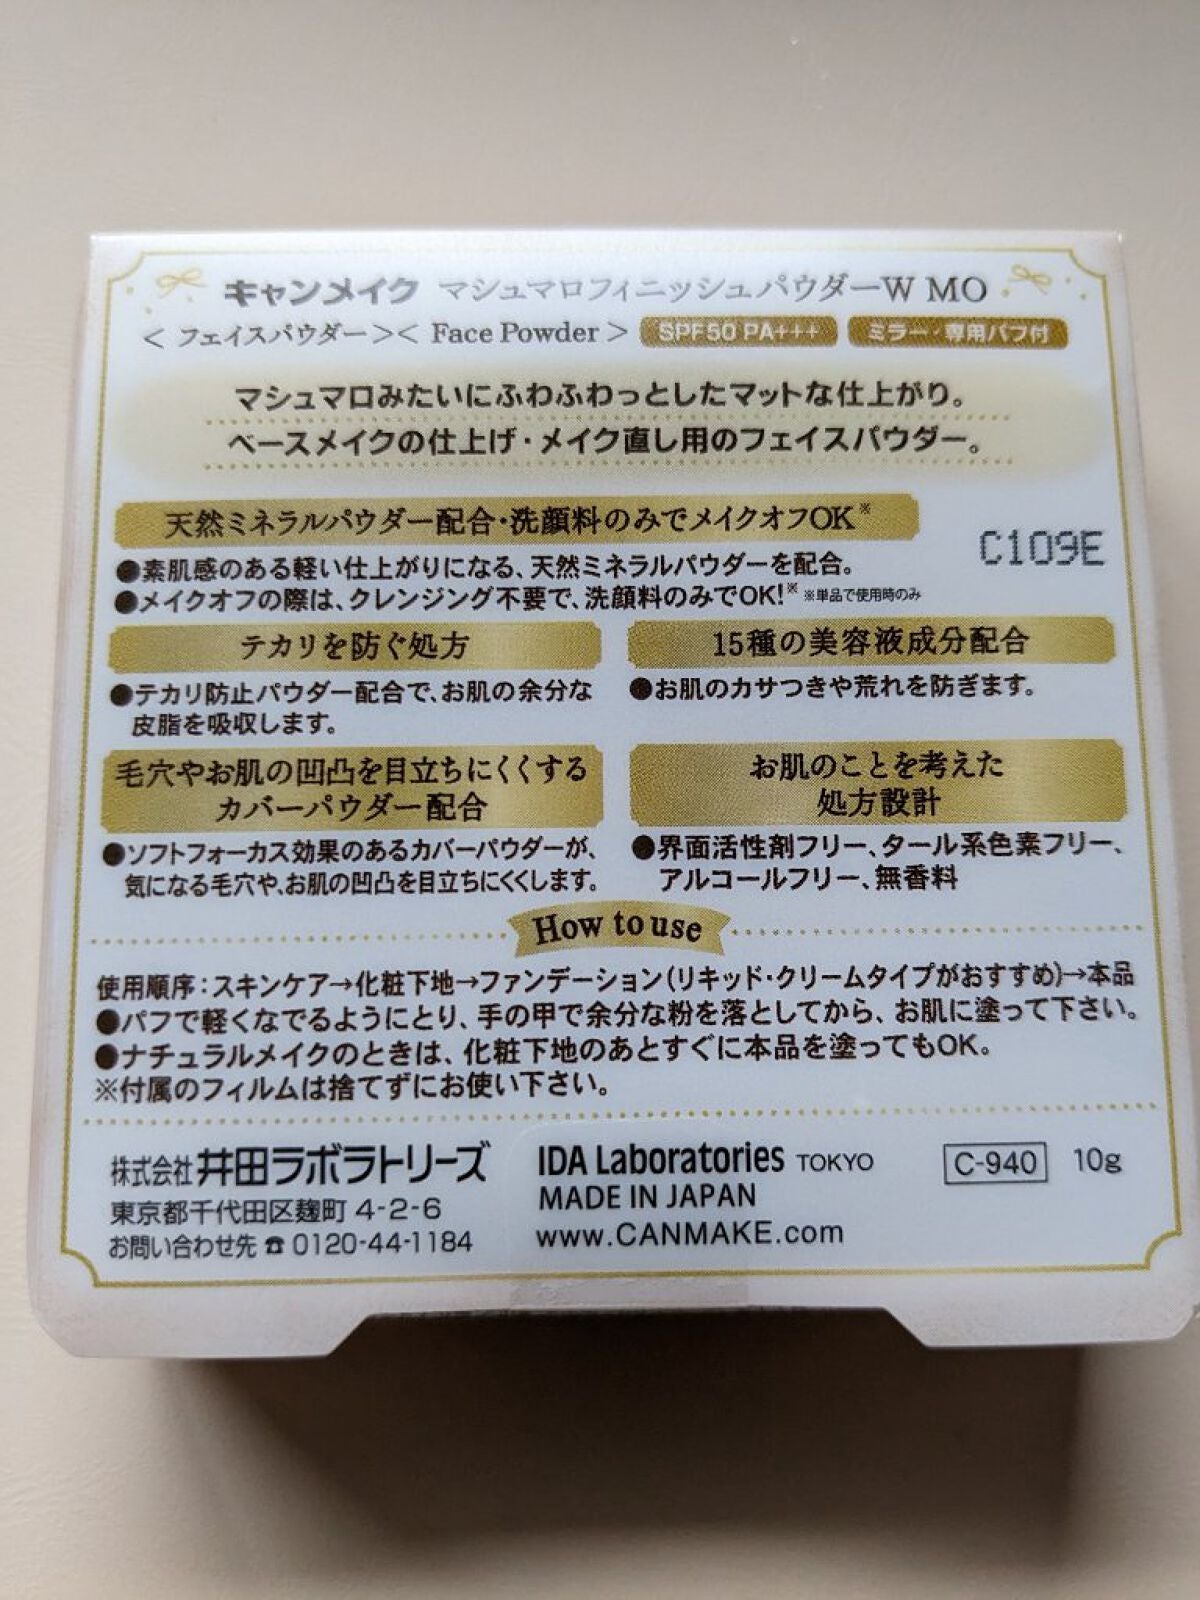 キャンメイク マシュマロフィニッシュパウダーW MO
< フェイスパウダー >< Face Powder > SPF50 PA+++ ミラー・専用パフ付
マシュマロみたいにふわふわっとしたマットな仕上がり。
ベースメイクの仕上げ・メイク直し用のフェイスパウダー。
天然ミネラルパウダー配合・洗顔料のみでメイクオフOK※
C109E
●素肌感のある軽い仕上がりになる、天然ミネラルパウダーを配合。
●メイクオフの際は、クレンジング不要で、洗顔料のみでOK!※ ※単品で使用時のみ
テカリを防ぐ処方
●テカリ防止パウダー配合で、お肌の余分な
皮脂を吸収します。
15種の美容液成分配合
●お肌のカサつきや荒れを防ぎます。
毛穴やお肌の凹凸を目立ちにくくする
カバーパウダー配合
●ソフトフォーカス効果のあるカバーパウダーが、
気になる毛穴や、お肌の凹凸を目立ちにくくします。
お肌のことを考えた
処方設計
●界面活性剤フリー、タール系色素フリー、
アルコールフリー、無香料
How to use
使用順序：スキンケア→化粧下地→ファンデーション(リキッド・クリームタイプがおすすめ)→本品
●パフで軽くなでるようにとり、手の甲で余分な粉を落としてから、お肌に塗って下さい。
●ナチュラルメイクのときは、化粧下地のあとすぐに本品を塗ってもOK。
※付属のフィルムは捨てずにお使い下さい。
株式会社 井田ラボラトリーズ
東京都千代田区麹町 4-2-6
お問い合わせ先 ☎ 0120-44-1184
IDA Laboratories TOKYO
MADE IN JAPAN
www.CANMAKE.com
C-940 10g